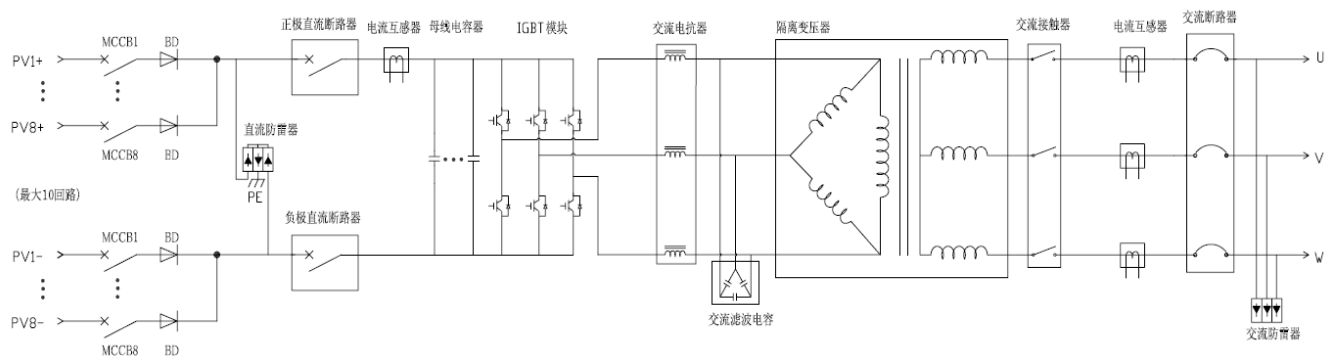 正极直流断路器
电流互感器
母线电容器
IGBT 模块
交流电抗器
隔离变压器
交流接触器
电流互感器
交流断路器
MCCB1
BD
PV1+
U
PV8+
MCCB8
BD
直流防雷器
V
PE
(最大10回路)
负极直流断路器
MCCB1
BD
PV1-
W
PV8-
MCCB8
BD
交流滤波电容
交流防雷器